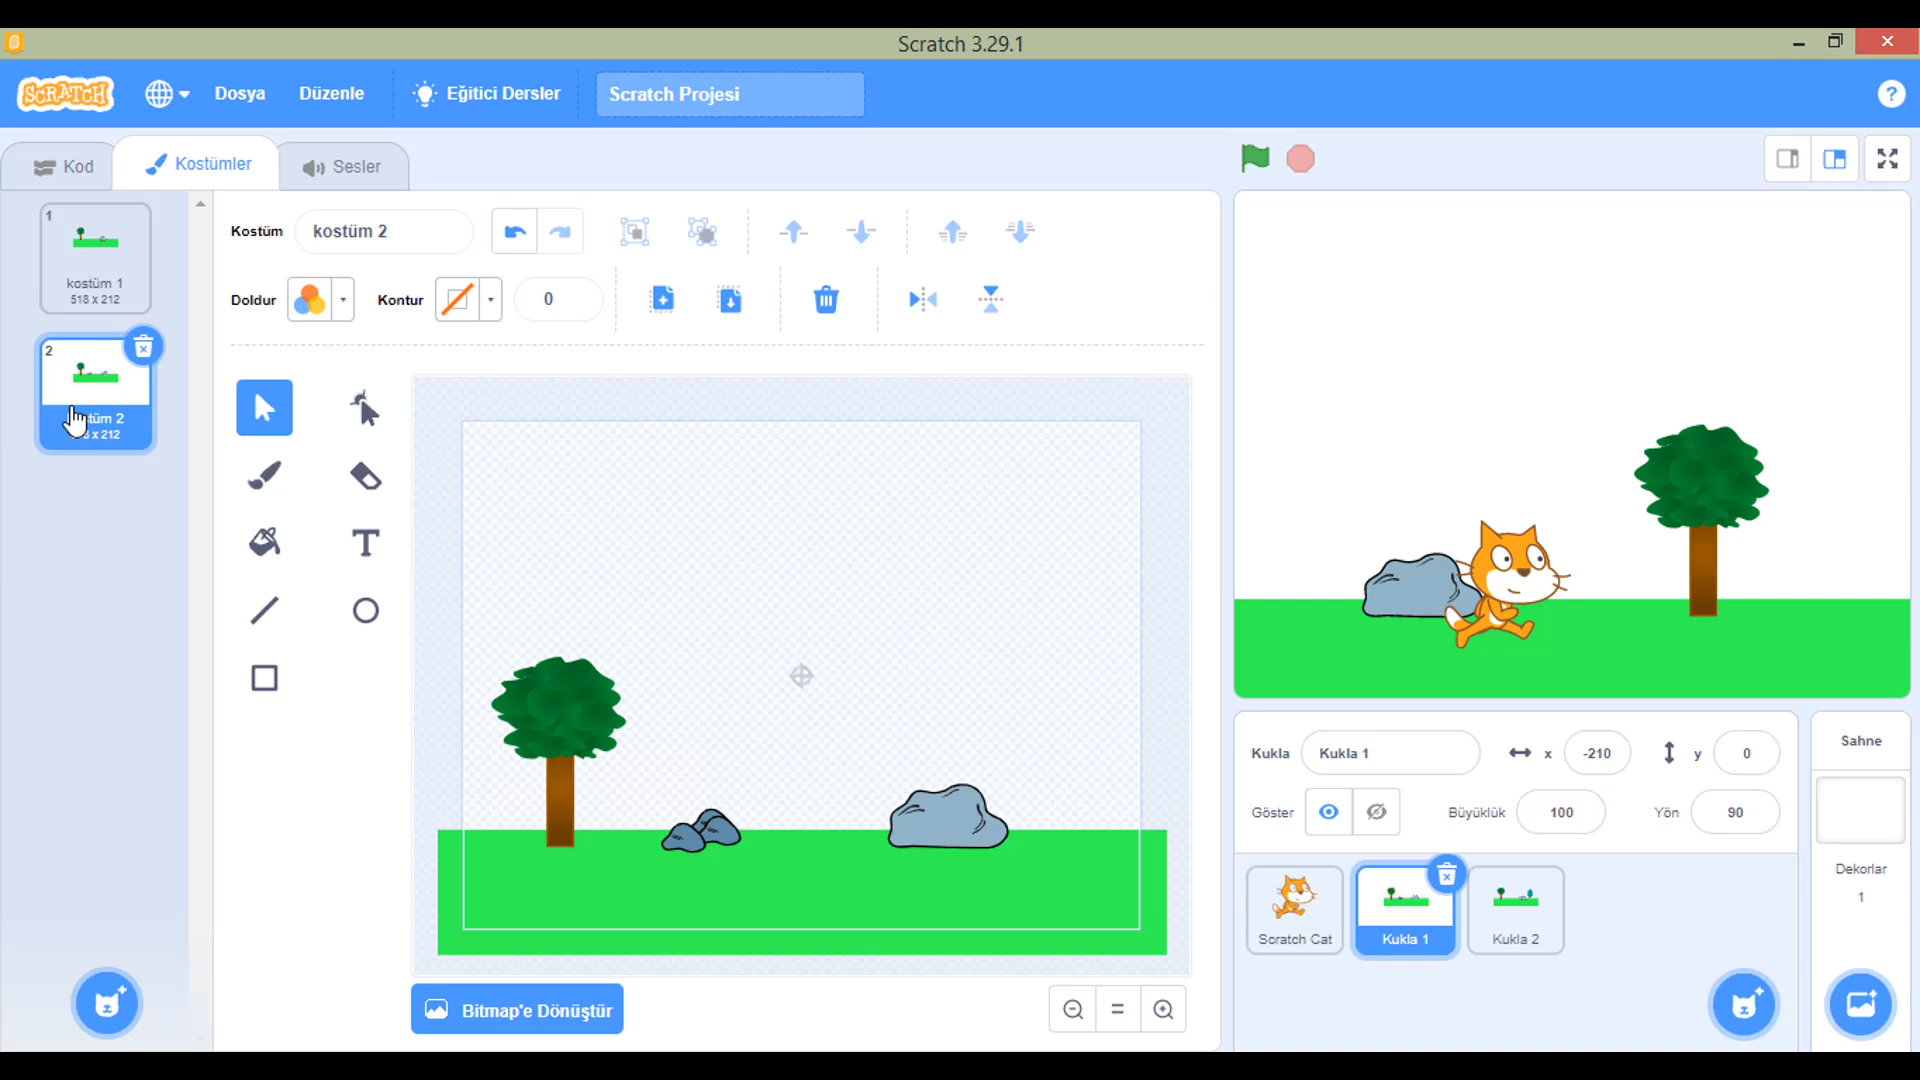 Scratch 3.29.1
SCRATCH
Dosya
Düzenle
Eğitici Dersler
Scratch Projesi
?
Kod
Kostümler
Sesler
1
kostüm 1
518 x 212
2
x 212
Kostüm
kostüm 2
Doldur
Kontur
0
T
Bitmap'e Dönüştür
Kukla
Kukla 1
x
-210
y
0
Göster
Büyüklük
100
Yön
90
Scratch Cat
Kukla 1
Kukla 2
Sahne
Dekorlar
1